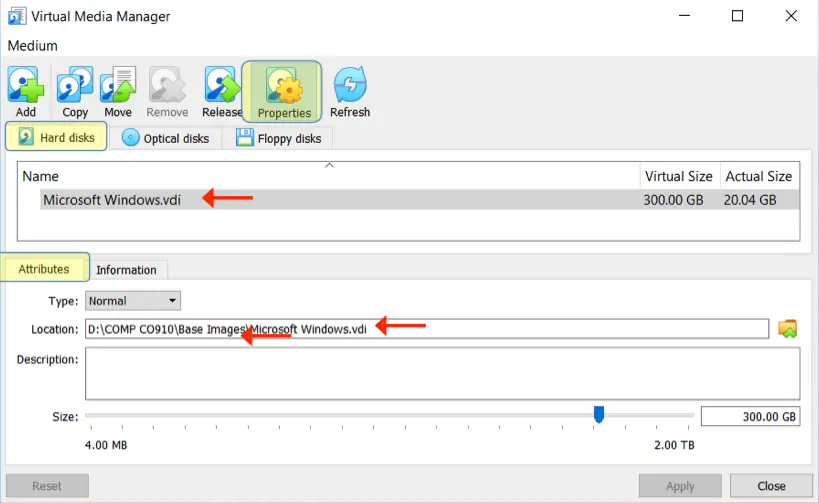 Virtual Media Manager
Medium
Add Copy Move Remove Release Properties Refresh
Hard disks Optical disks Floppy disks
Name Virtual Size Actual Size
Microsoft Windows.vdi 300.00 GB 20.04 GB
Attributes Information
Type: Normal
Location: D:\COMP CO910\Base Images\Microsoft Windows.vdi
Description:
Size: 300.00 GB
4.00 MB 2.00 TB
Reset Apply Close